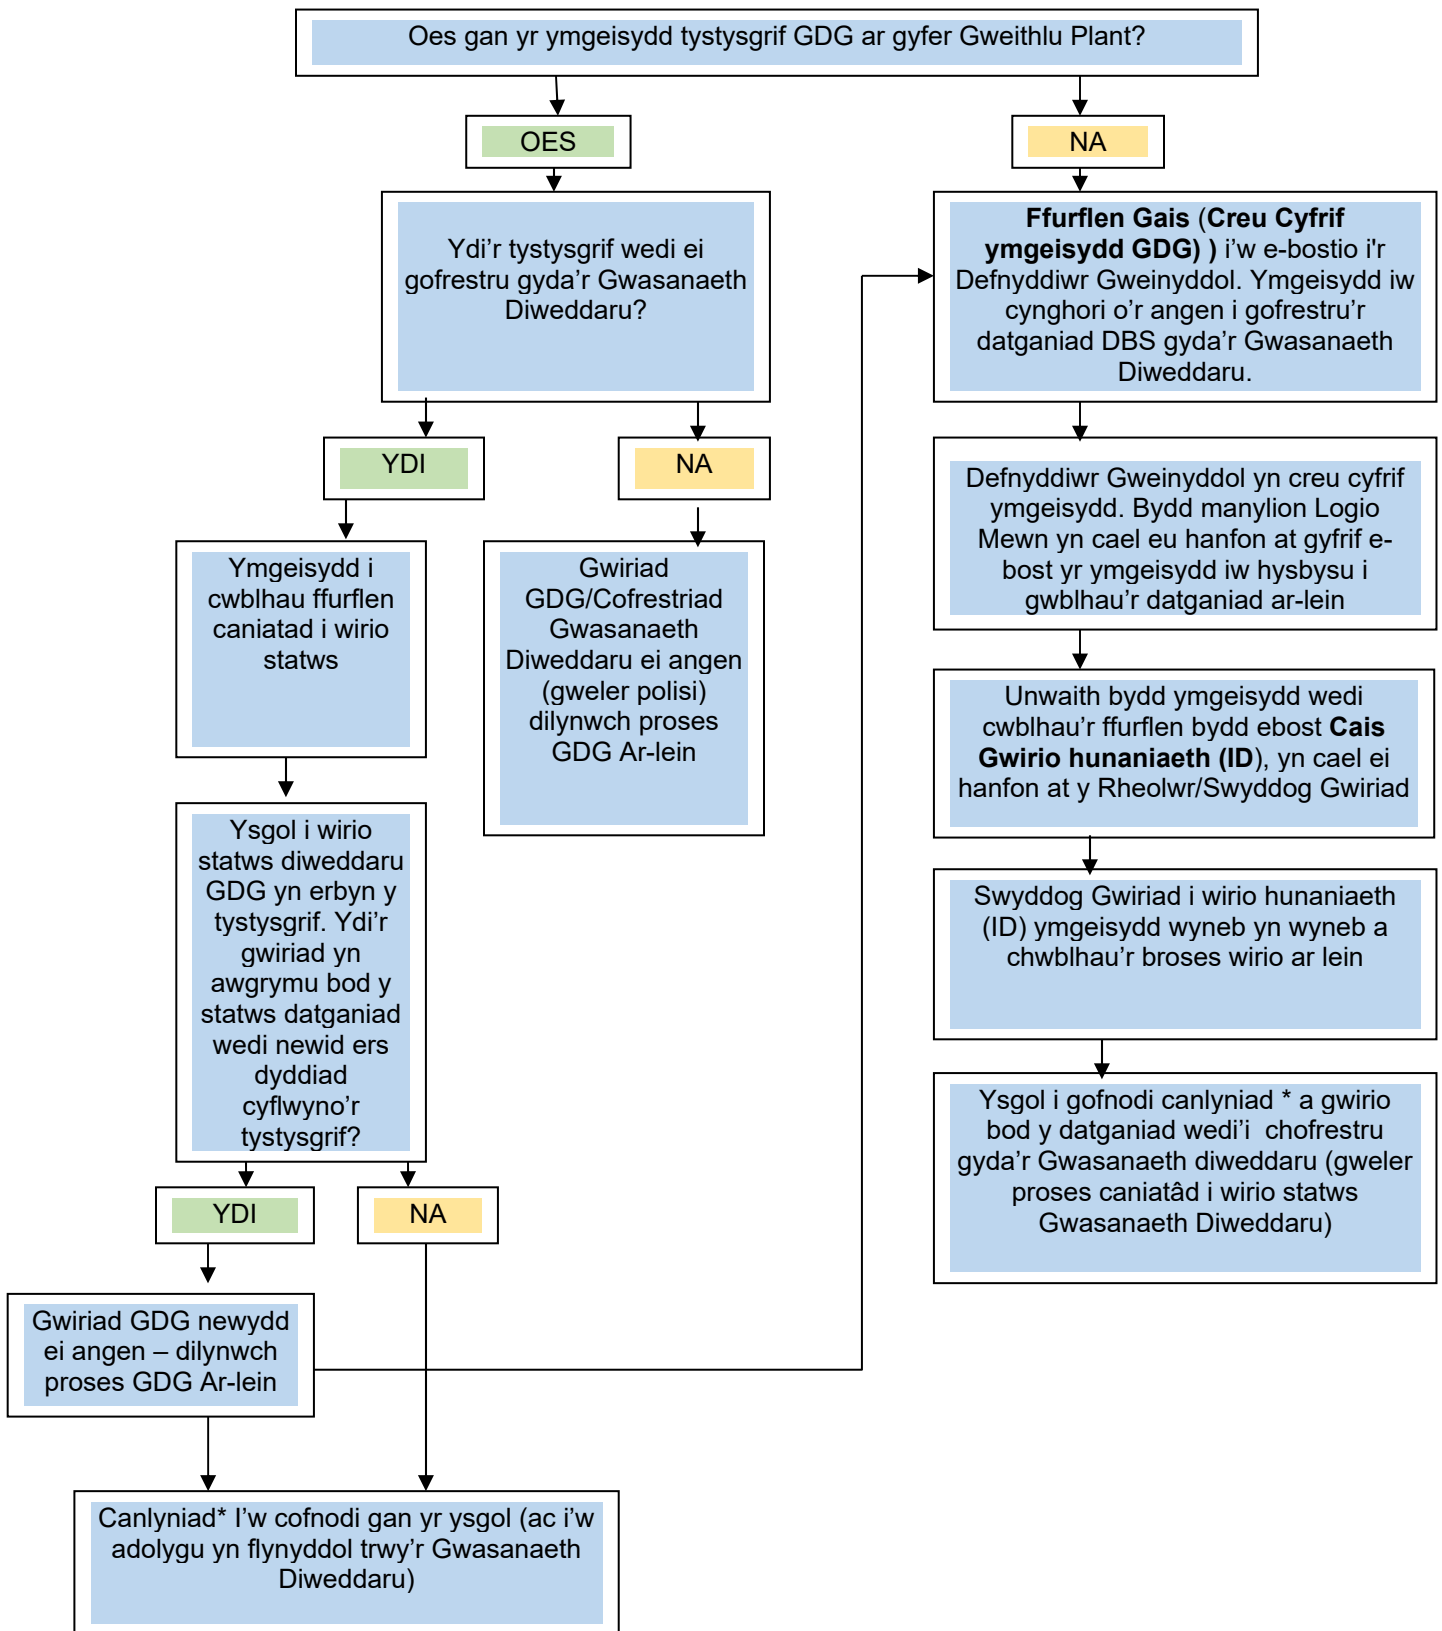 Oes gan yr ymgeisydd tystysgrif GDG ar gyfer Gweithlu Plant?
OES
NA
Ydi'r tystysgrif wedi ei
gofrestru gyda'r Gwasanaeth
Diweddaru?
YDI
NA
Ymgeisydd i
cwblhau ffurflen
caniatad i wirio
statws
Gwiriad
GDG/Cofrestriad
Gwasanaeth
Diweddaru ei angen
(gweler polisi)
dilynwch proses
GDG Ar-lein
Ysgol i wirio
statws diweddaru
GDG yn erbyn y
tystysgrif. Ydi'r
gwiriad yn
awgrymu bod y
statws datganiad
wedi newid ers
dyddiad
cyflwyno'r
tystysgrif?
YDI
NA
Gwiriad GDG newydd
ei angen – dilynwch
proses GDG Ar-lein
Canlyniad* I'w cofnodi gan yr ysgol (ac i'w
adolygu yn flynyddol trwy'r Gwasanaeth
Diweddaru)
Ffurflen Gais (Creu Cyfrif
ymgeisydd GDG) ) i'w e-bostio i'r
Defnyddiwr Gweinyddol. Ymgeisydd iw
cynghori o'r angen i gofrestru'r
datganiad DBS gyda'r Gwasanaeth
Diweddaru.
Defnyddiwr Gweinyddol yn creu cyfrif
ymgeisydd. Bydd manylion Logio
Mewn yn cael eu hanfon at gyfrif e-
bost yr ymgeisydd iw hysbysu i
gwblhau'r datganiad ar-lein
Unwaith bydd ymgeisydd wedi
cwblhau'r ffurflen bydd ebost Cais
Gwirio hunaniaeth (ID), yn cael ei
hanfon at y Rheolwr/Swyddog Gwiriad
Swyddog Gwiriad i wirio hunaniaeth
(ID) ymgeisydd wyneb yn wyneb a
chwblhau'r broses wirio ar lein
Ysgol i gofnodi canlyniad * a gwirio
bod y datganiad wedi'i  chofrestru
gyda'r Gwasanaeth diweddaru (gweler
proses caniatâd i wirio statws
Gwasanaeth Diweddaru)